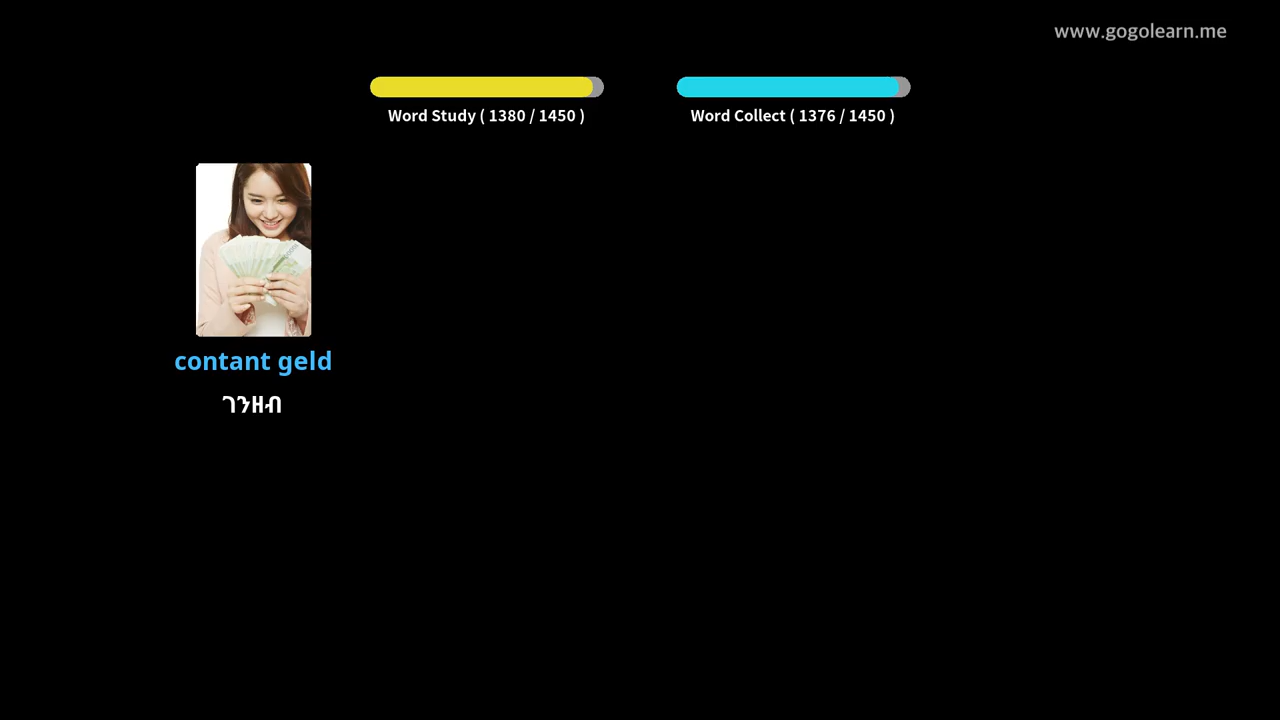 www.gogolearn.me
Word Study ( 1380 / 1450 )
Word Collect ( 1376 / 1450 )
contant geld
ገንዘብ